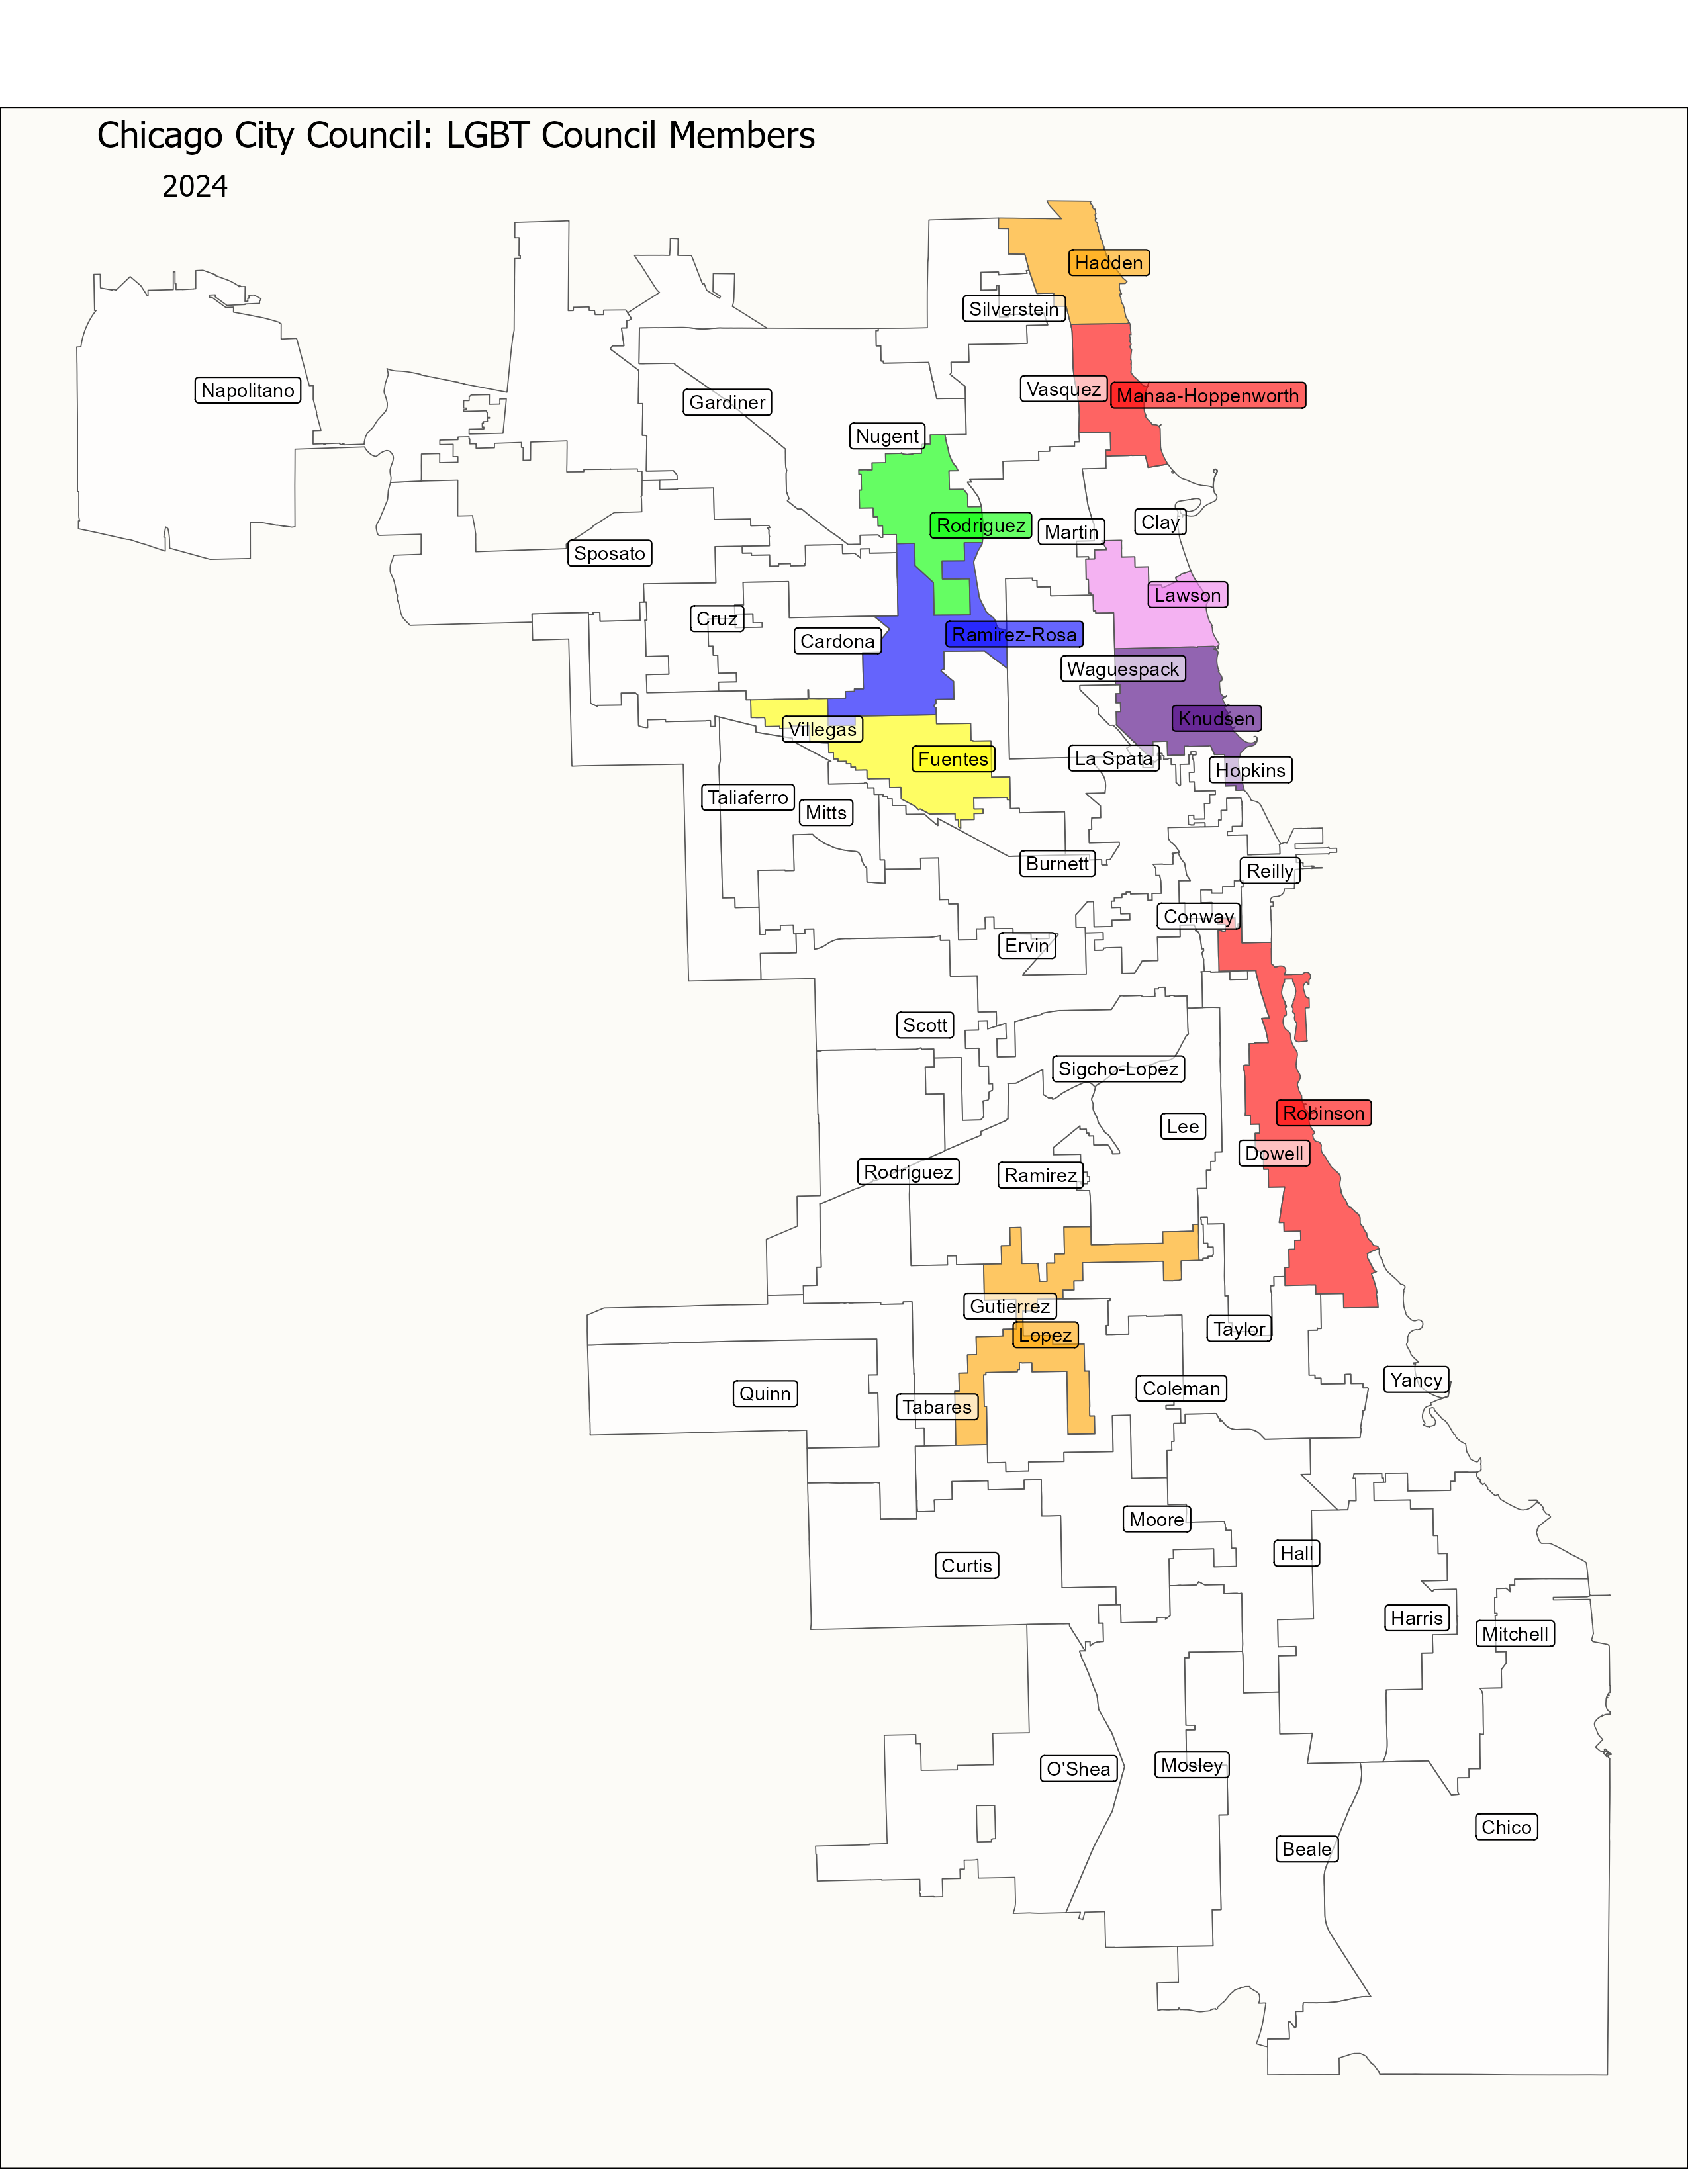 Chicago City Council: LGBT Council Members
2024
Hadden
Silverstein
Napolitano
Vasquez
Manaa-Hoppenworth
Gardiner
Nugent
Rodriguez
Martin
Clay
Sposato
Lawson
Cruz
Cardona
Ramirez-Rosa
Waguespack
Knudsen
Villegas
Fuentes
La Spata
Hopkins
Taliaferro
Mitts
Burnett
Reilly
Conway
Ervin
Scott
Sigcho-Lopez
Robinson
Lee
Dowell
Rodriguez
Ramirez
Gutierrez
Lopez
Taylor
Yancy
Quinn
Coleman
Tabares
Moore
Hall
Curtis
Harris
Mitchell
O'Shea
Mosley
Chico
Beale